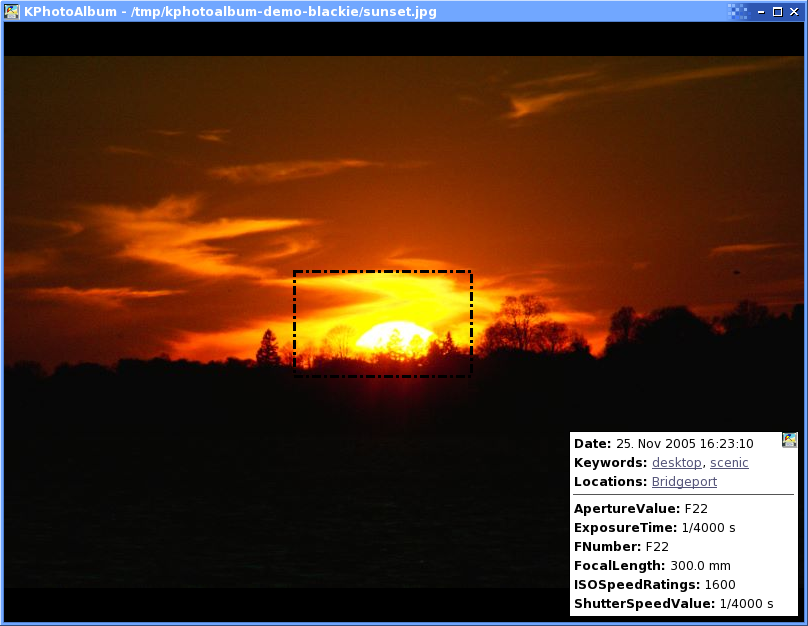 KPhotoAlbum - /tmp/kphotoalbum-demo-blackie/sunset.jpg
Date: 25. Nov 2005 16:23:10
Keywords: desktop, scenic
Locations: Bridgeport
ApertureValue: F22
ExposureTime: 1/4000 s
FNumber: F22
FocalLength: 300.0 mm
ISOSpeedRatings: 1600
ShutterSpeedValue: 1/4000 s